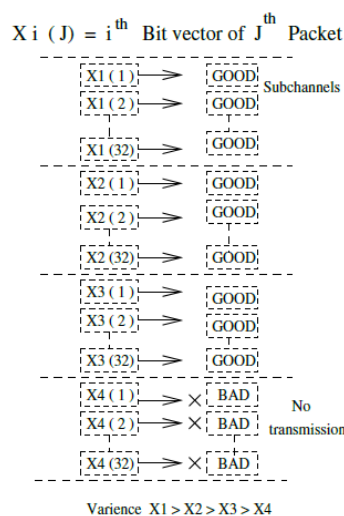 X i ( J ) = i th Bit vector of J th Packet
X1 ( 1 ) GOOD Subchannels
X1 ( 2 ) GOOD
X1 (32) GOOD
X2 ( 1 ) GOOD
X2 ( 2 ) GOOD
X2 (32) GOOD
X3 ( 1 ) GOOD
X3 ( 2 ) GOOD
X3 (32) GOOD
X4 ( 1 ) × BAD No
X4 ( 2 ) × BAD transmission
X4 (32) × BAD
Varience X1 > X2 > X3 > X4